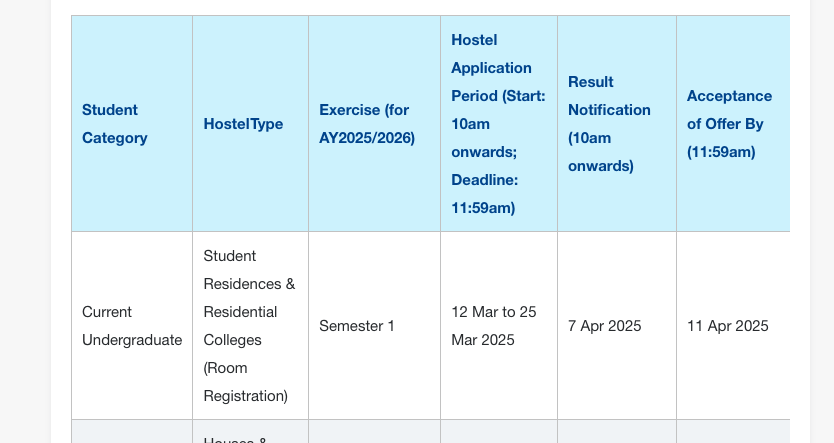 Student
Category
HostelType
Exercise (for
AY2025/2026)
Hostel
Application
Period (Start:
10am
onwards;
Deadline:
11:59am)
Result
Notification
(10am
onwards)
Acceptance
of Offer By
(11:59am)
Current
Undergraduate
Student
Residences &
Residential
Colleges
(Room
Registration)
Semester 1
12 Mar to 25
Mar 2025
7 Apr 2025
11 Apr 2025
Houses &